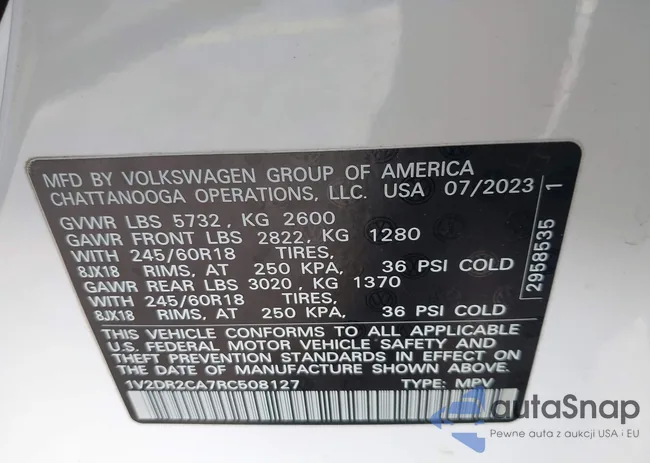 MFD BY VOLKSWAGEN GROUP OF AMERICA
CHATTANOOGA OPERATIONS, LLC. USA 07/2023
GVWR LBS 5732, KG 2600
GAWR FRONT LBS 2822, KG 1280
WITH 245/60R18 TIRES,
8JX18 RIMS, AT 250 KPA, 36 PSI COLD
GAWR REAR LBS 3020, KG 1370
WITH 245/60R18 TIRES,
8JX18 RIMS, AT 250 KPA, 36 PSI COLD
THIS VEHICLE CONFORMS TO ALL APPLICABLE
U.S. FEDERAL MOTOR VEHICLE SAFETY AND
THEFT PREVENTION STANDARDS IN EFFECT ON
THE DATE OF MANUFACTURE SHOWN ABOVE.
1V2DR2CA7RC508127 TYPE: MPV
2958535 1
autaSnap
Pewne auta z aukcji USA i EU